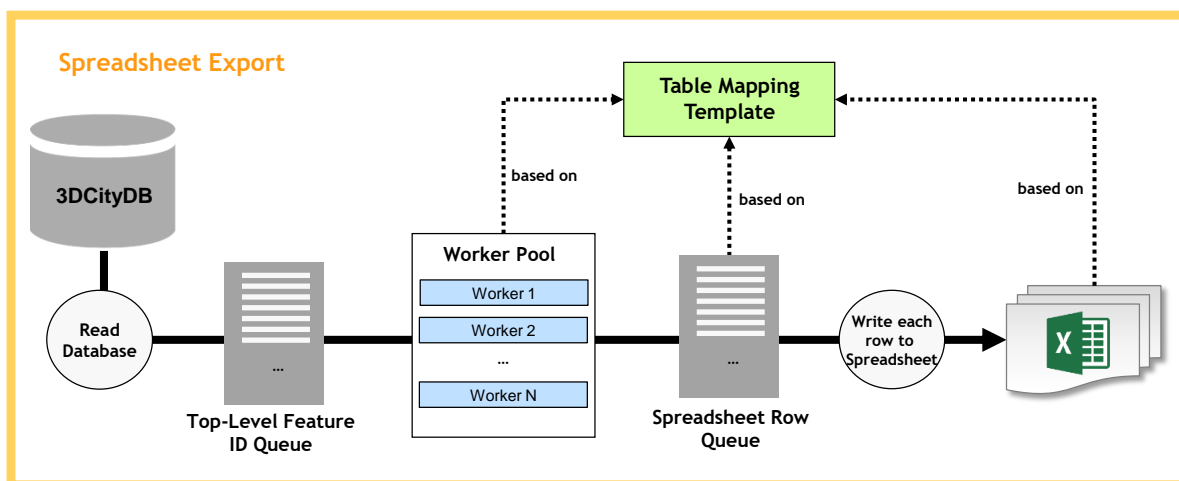 Spreadsheet Export
Table Mapping
Template
3DCityDB
based on
based on
based on
Worker Pool
Worker 1
Worker 2
...
Worker N
Read
Database
...
Top-Level Feature
ID Queue
...
Spreadsheet Row
Queue
Write each
row to
Spreadsheet
X